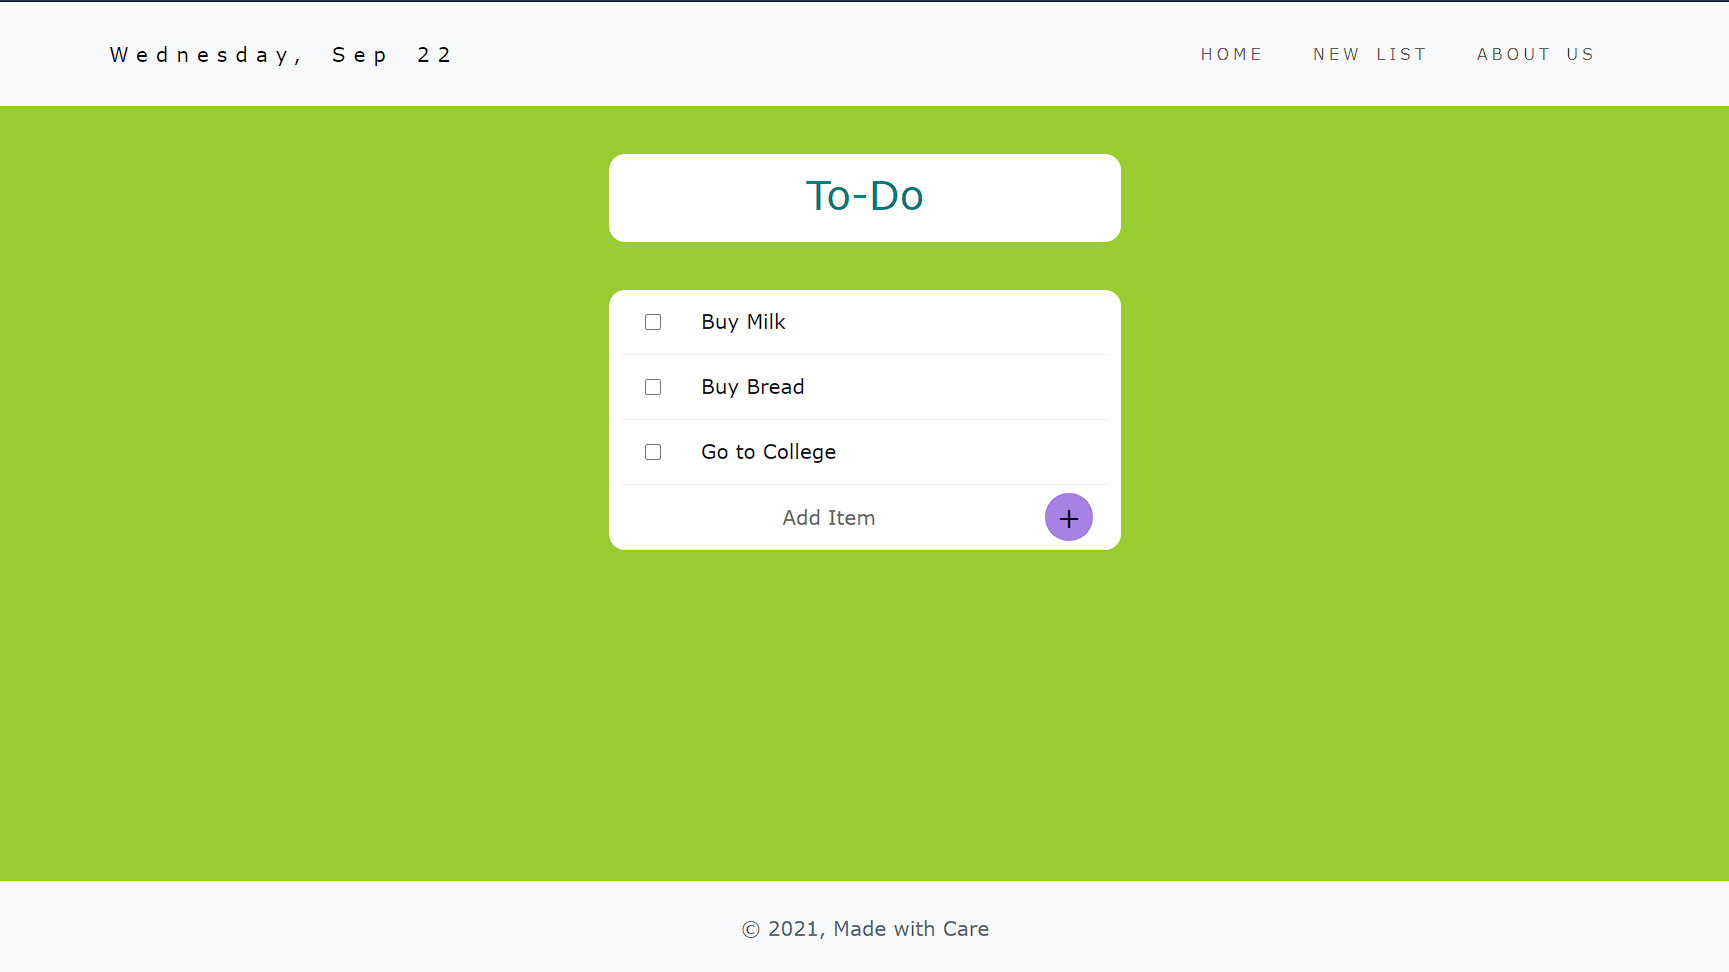 Wednesday, Sep 22
HOME NEW LIST ABOUT US
To-Do
Buy Milk
Buy Bread
Go to College
Add Item +
© 2021, Made with Care